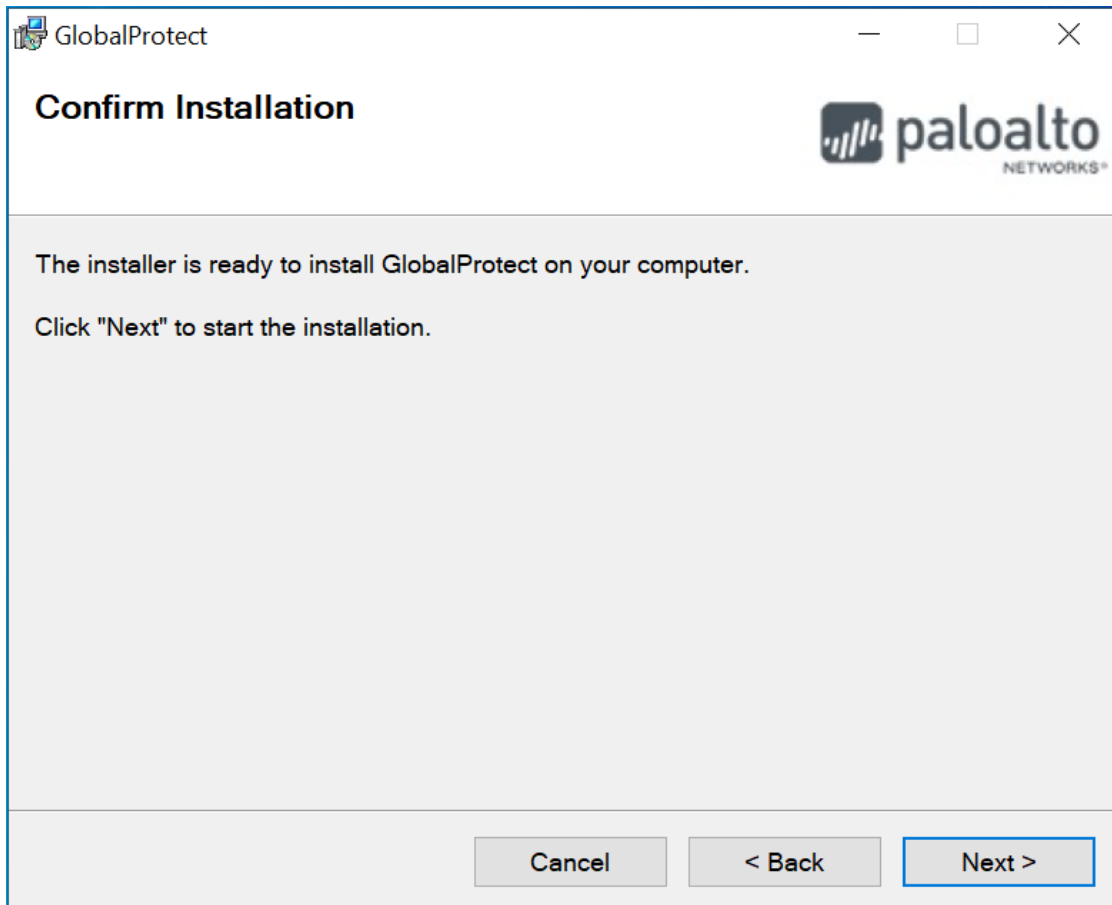 GlobalProtect
Confirm Installation
paloalto
NETWORKS®
The installer is ready to install GlobalProtect on your computer.
Click "Next" to start the installation.
Cancel
< Back
Next >